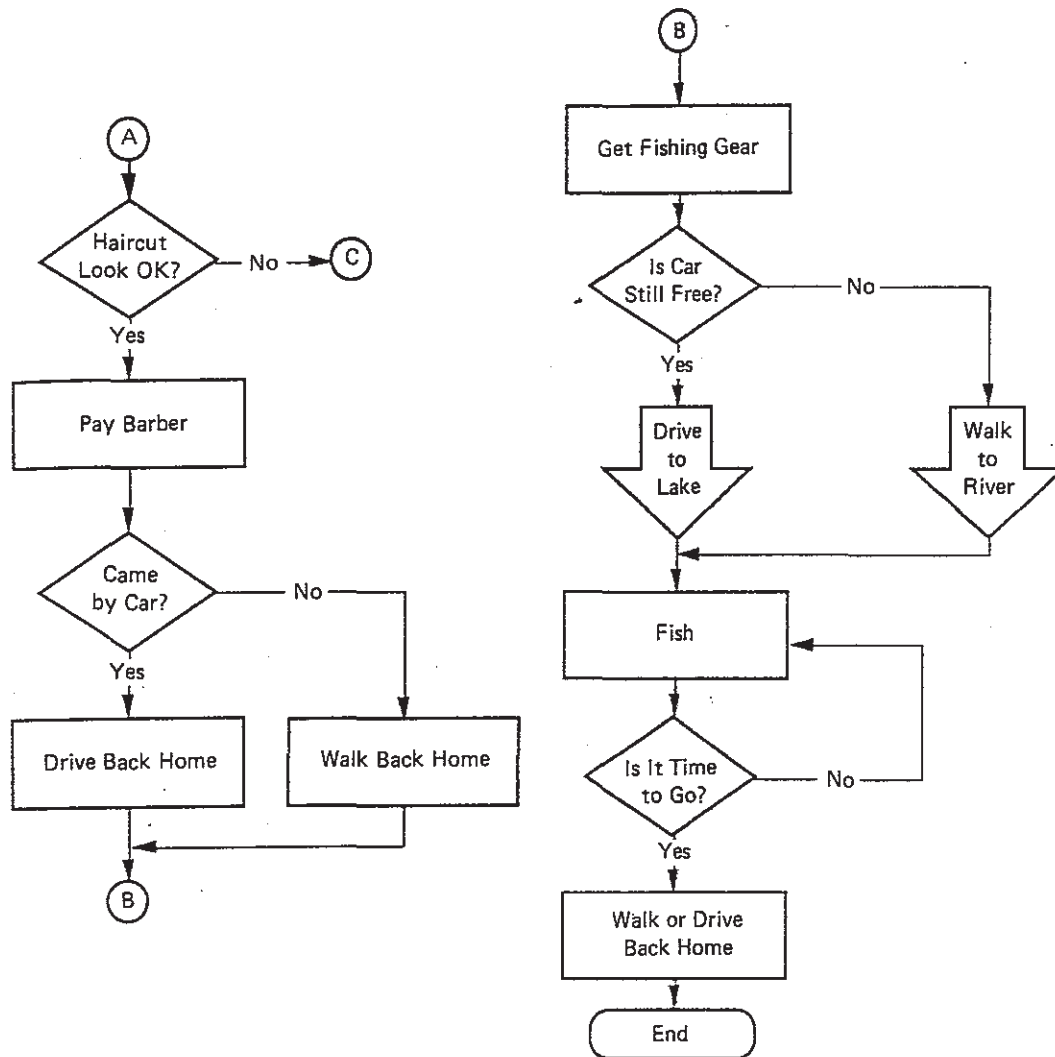 A
Haircut
Look OK?
No
C
Yes
Pay Barber
Came
by Car?
No
Yes
Drive Back Home
Walk Back Home
B
B
Get Fishing Gear
Is Car
Still Free?
No
Yes
Drive
to
Lake
Walk
to
River
Fish
Is It Time
to Go?
No
Yes
Walk or Drive
Back Home
End